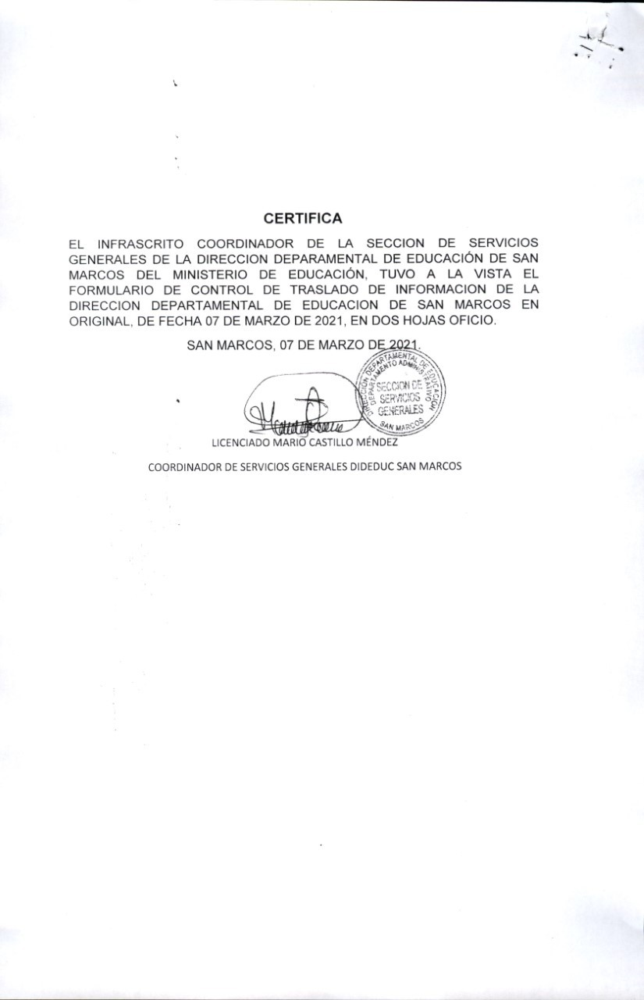 CERTIFICA
EL INFRASCRITO COORDINADOR DE LA SECCION DE SERVICIOS
GENERALES DE LA DIRECCION DEPARAMENTAL DE EDUCACIÓN DE SAN
MARCOS DEL MINISTERIO DE EDUCACIÓN, TUVO A LA VISTA EL
FORMULARIO DE CONTROL DE TRASLADO DE INFORMACION DE LA
DIRECCION DEPARTAMENTAL DE EDUCACION DE SAN MARCOS EN
ORIGINAL, DE FECHA 07 DE MARZO DE 2021, EN DOS HOJAS OFICIO.
SAN MARCOS, 07 DE MARZO DE 2021.
DIRECCIÓN DEPARTAMENTAL DE EDUCACIÓN
DEPARTAMENTO ADMINISTRATIVO
SECCION DE
SERVICIOS
GENERALES
SAN MARCOS
LICENCIADO MARIO CASTILLO MÉNDEZ
COORDINADOR DE SERVICIOS GENERALES DIDEDUC SAN MARCOS